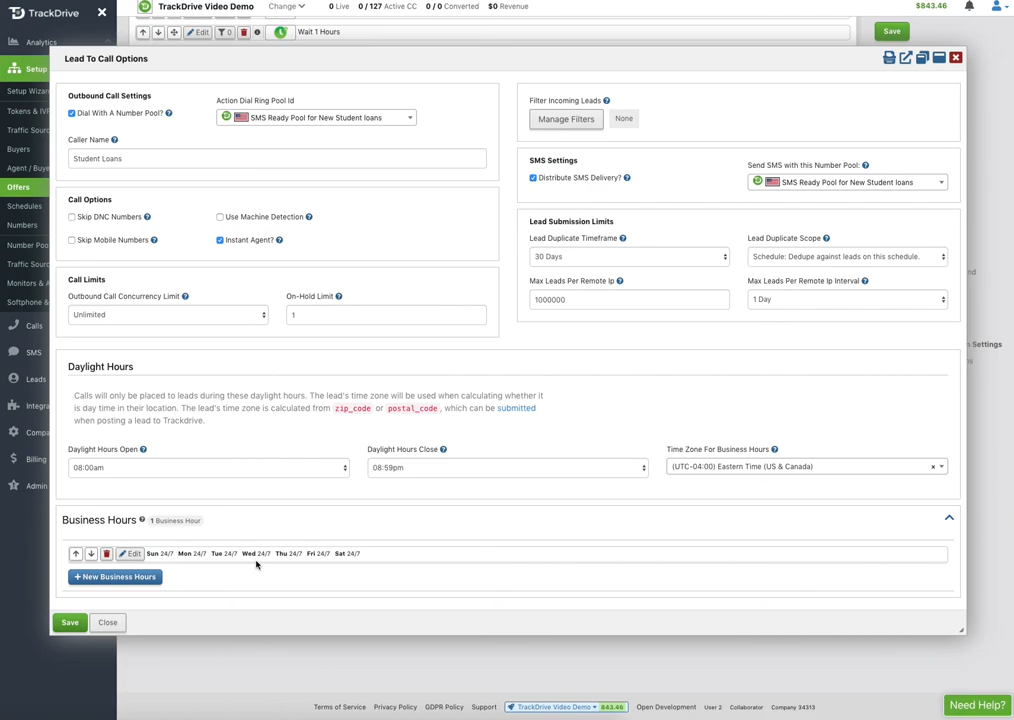 TrackDrive
TrackDrive Video Demo
Change
0 Live
0 / 127 Active CC
0 / 0 Converted
$0 Revenue
$843.46
Edit
0
Wait 1 Hours
Save
Analytics
Setup
Setup Wizar
Tokens & IVR
Traffic Sourc
Buyers
Agent / Buye
Offers
Schedules
Numbers
Number Poo
Traffic Sourc
Monitors & A
Softphone &
Calls
SMS
Leads
Integra
Compa
Billing
Admin
Lead To Call Options
Outbound Call Settings
Dial With A Number Pool?
Action Dial Ring Pool Id
SMS Ready Pool for New Student loans
Caller Name
Student Loans
Call Options
Skip DNC Numbers
Use Machine Detection
Skip Mobile Numbers
Instant Agent?
Call Limits
Outbound Call Concurrency Limit
On-Hold Limit
Unlimited
1
Filter Incoming Leads
Manage Filters
None
SMS Settings
Distribute SMS Delivery?
Send SMS with this Number Pool:
SMS Ready Pool for New Student loans
Lead Submission Limits
Lead Duplicate Timeframe
Lead Duplicate Scope
30 Days
Schedule: Dedupe against leads on this schedule.
Max Leads Per Remote Ip
Max Leads Per Remote Ip Interval
1000000
1 Day
nd
n Settings
Daylight Hours
Calls will only be placed to leads during these daylight hours. The lead's time zone will be used when calculating whether it
is day time in their location. The lead's time zone is calculated from zip_code or postal_code, which can be submitted
when posting a lead to Trackdrive.
Daylight Hours Open
Daylight Hours Close
Time Zone For Business Hours
08:00am
08:59pm
(UTC-04:00) Eastern Time (US & Canada)
Business Hours
1 Business Hour
Edit
Sun 24/7 Mon 24/7 Tue 24/7 Wed 24/7 Thu 24/7 Fri 24/7 Sat 24/7
+ New Business Hours
Save
Close
Terms of Service
Privacy Policy
GDPR Policy
Support
TrackDrive Video Demo
843.46
Open Development
User 2
Collaborator
Company 34313
Need Help?